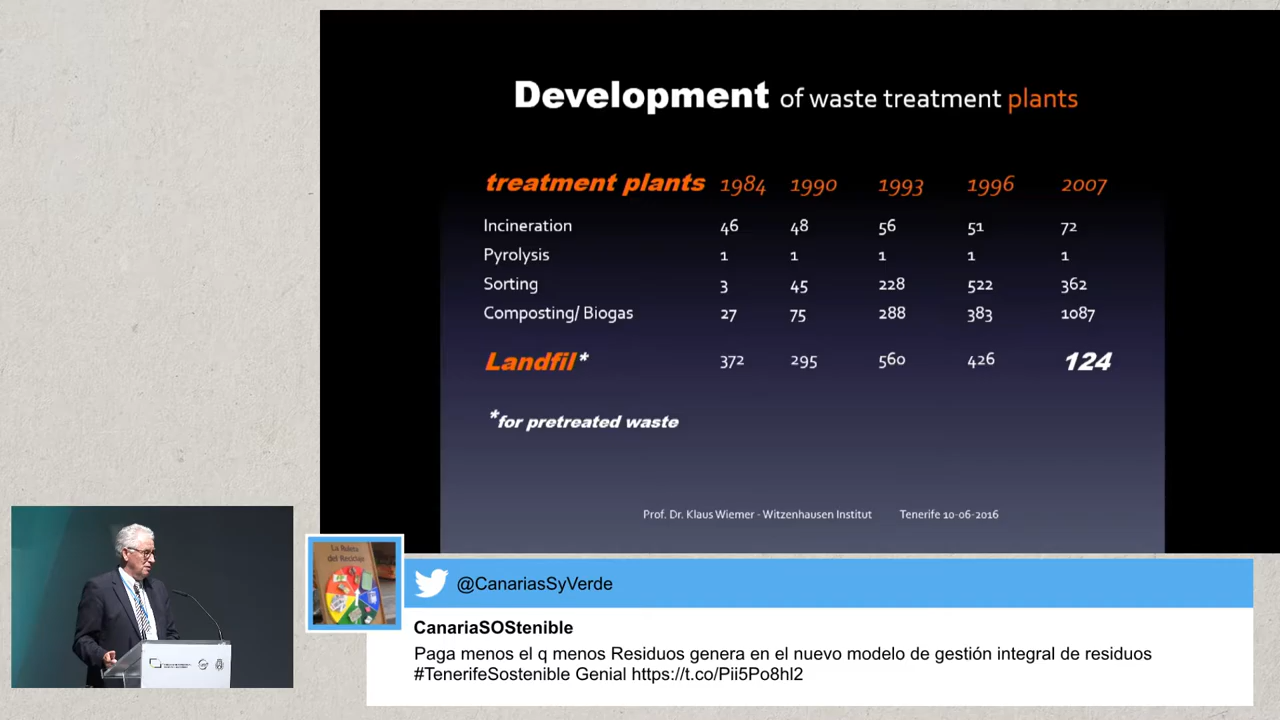 Development of waste treatment plants
treatment plants 1984 1990 1993 1996 2007
Incineration 46 48 56 51 72
Pyrolysis 1 1 1 1 1
Sorting 3 45 228 522 362
Composting/ Biogas 27 75 288 383 1087
Landfil* 372 295 560 426 124
*for pretreated waste
Prof. Dr. Klaus Wiemer - Witzenhausen Institut Tenerife 10-06-2016
La Ruleta
del Reciclaje
@CanariasSyVerde
CanariaSOStenible
Paga menos el q menos Residuos genera en el nuevo modelo de gestión integral de residuos
#TenerifeSostenible Genial https://t.co/Pii5Po8hl2